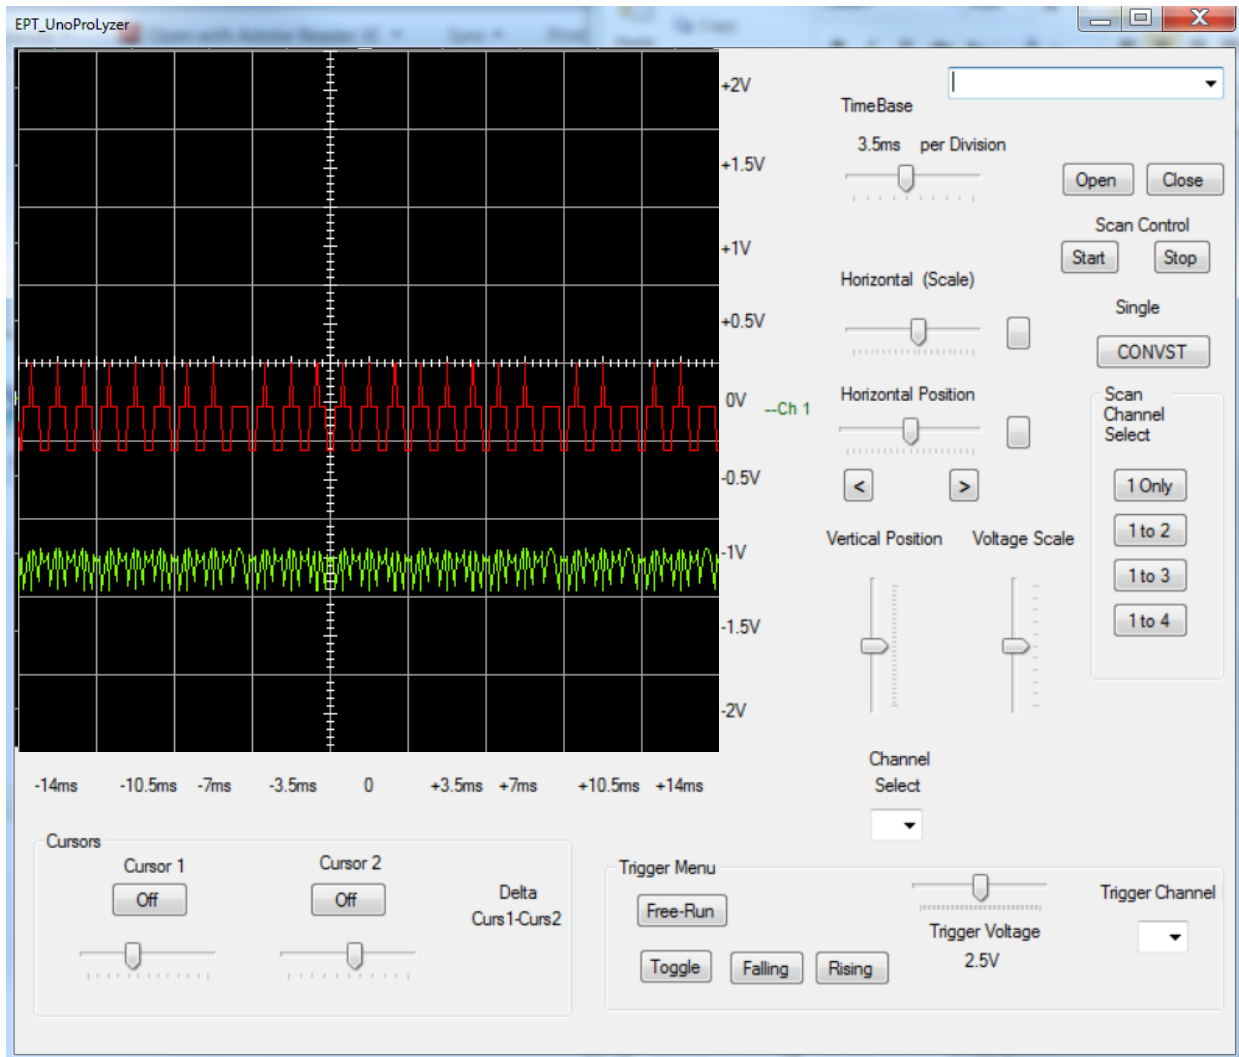 EPT_UnoProLyzer
Copy
+2V
+1.5V
+1V
+0.5V
0V
--Ch 1
-0.5V
-1V
-1.5V
-2V
-14ms -10.5ms -7ms -3.5ms 0 +3.5ms +7ms +10.5ms +14ms
TimeBase
3.5ms per Division
Open Close
Scan Control
Start Stop
Horizontal (Scale)
Single
CONVST
Horizontal Position
< >
Scan
Channel
Select
1 Only
1 to 2
1 to 3
1 to 4
Vertical Position Voltage Scale
Channel
Select
Cursors
Cursor 1 Cursor 2
Off Off
Delta
Curs1-Curs2
Trigger Menu
Free-Run
Toggle Falling Rising
Trigger Voltage
2.5V
Trigger Channel